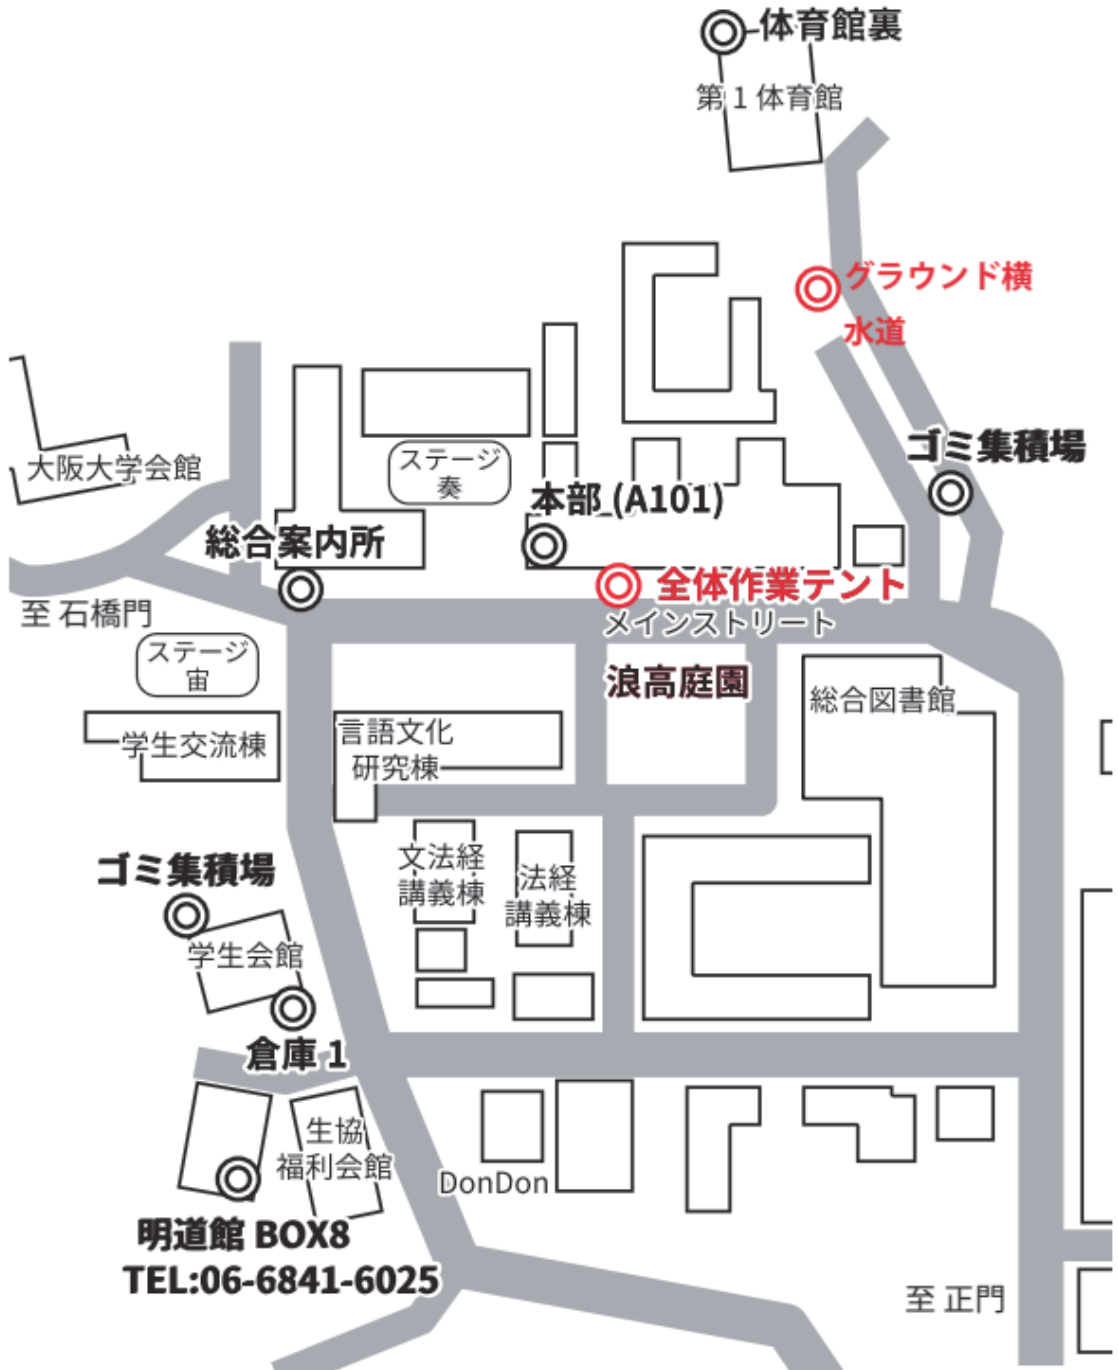 体育館裏
第1体育館
グラウンド横
水道
ゴミ集積場
大阪大学会館
ステージ
奏
本部 (A101)
総合案内所
全体作業テント
メインストリート
至 石橋門
ステージ
宙
浪高庭園
総合図書館
学生交流棟
言語文化
研究棟
文法経
講義棟
法経
講義棟
ゴミ集積場
学生会館
倉庫 1
生協
福利会館
DonDon
明道館 BOX8
TEL:06-6841-6025
至 正門